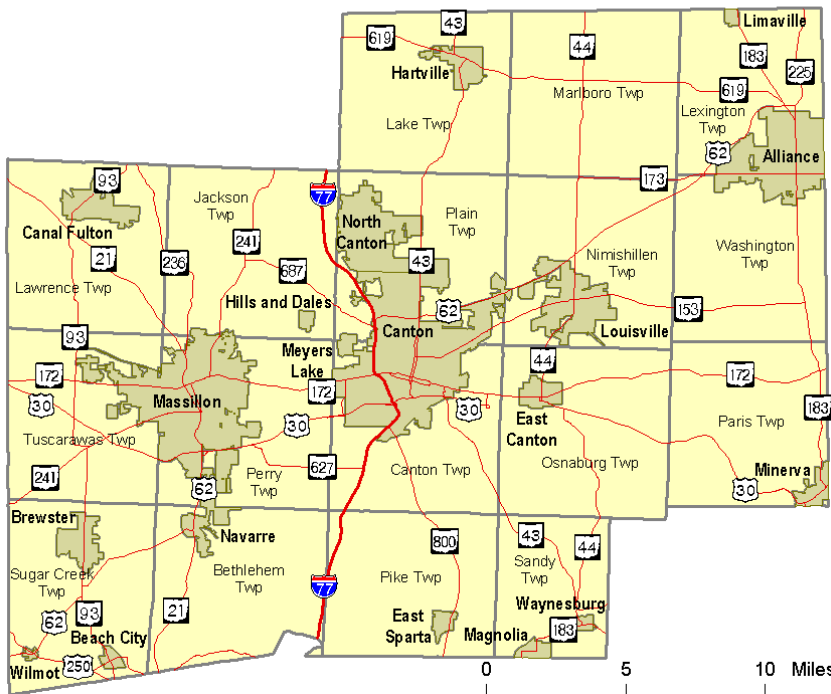 43
Limaville
619
44
183
Hartville
225
Marlboro Twp
619
Lexington
Twp
Lake Twp
62
Alliance
93
173
Jackson
Twp
77
North
Canton
Plain
Twp
Canal Fulton
241
Nimishillen
Twp
Washington
Twp
21
236
687
43
Lawrence Twp
Hills and Dales
62
153
93
Canton
Louisville
Meyers
Lake
44
172
172
172
30
Massillon
30
30
East
Canton
183
Paris Twp
Tuscarawas Twp
241
Perry
Twp
627
Canton Twp
Osnaburg Twp
Minerva
62
30
Brewster
Navarre
43
800
44
Sugar Creek
Twp
Bethlehem
Twp
77
Pike Twp
Sandy
Twp
93
21
Waynesburg
62
East
Sparta
Beach City
Magnolia
183
Wilmot
250
0 5 10 Miles